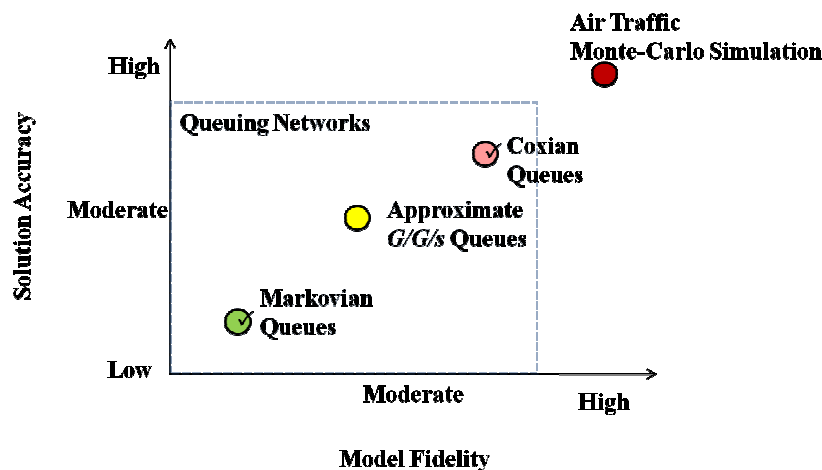 Air Traffic
Monte-Carlo Simulation
High
Queuing Networks
Coxian
Queues
Solution Accuracy
Moderate
Approximate
G/G/s Queues
Markovian
Queues
Low
Moderate
High
Model Fidelity